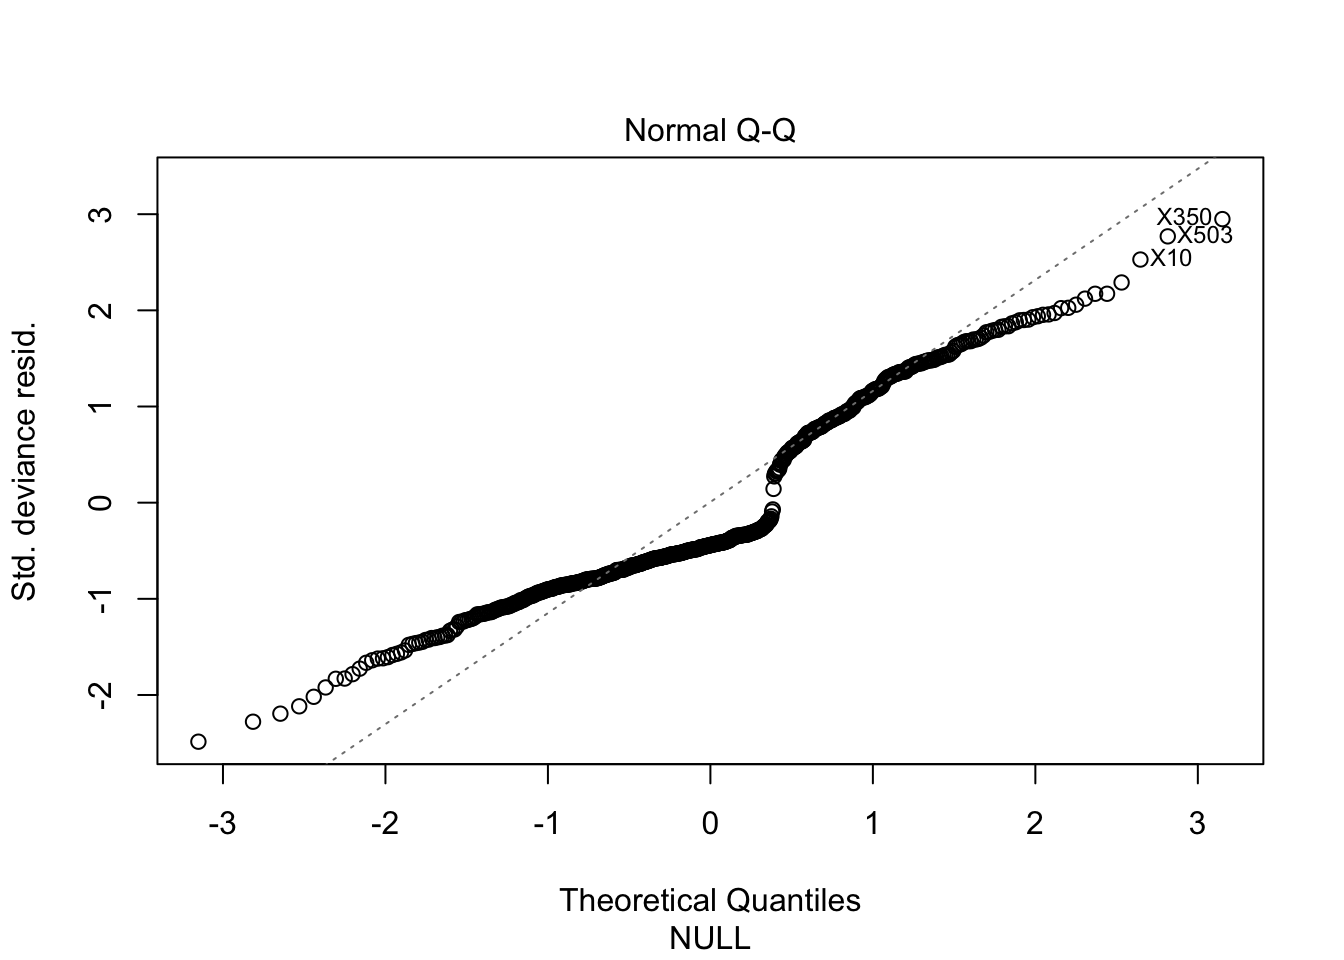 Normal Q-Q
Std. deviance resid.
3
2
1
0
-1
-2
X350
X503
X10
-3 -2 -1 0 1 2 3
Theoretical Quantiles
NULL